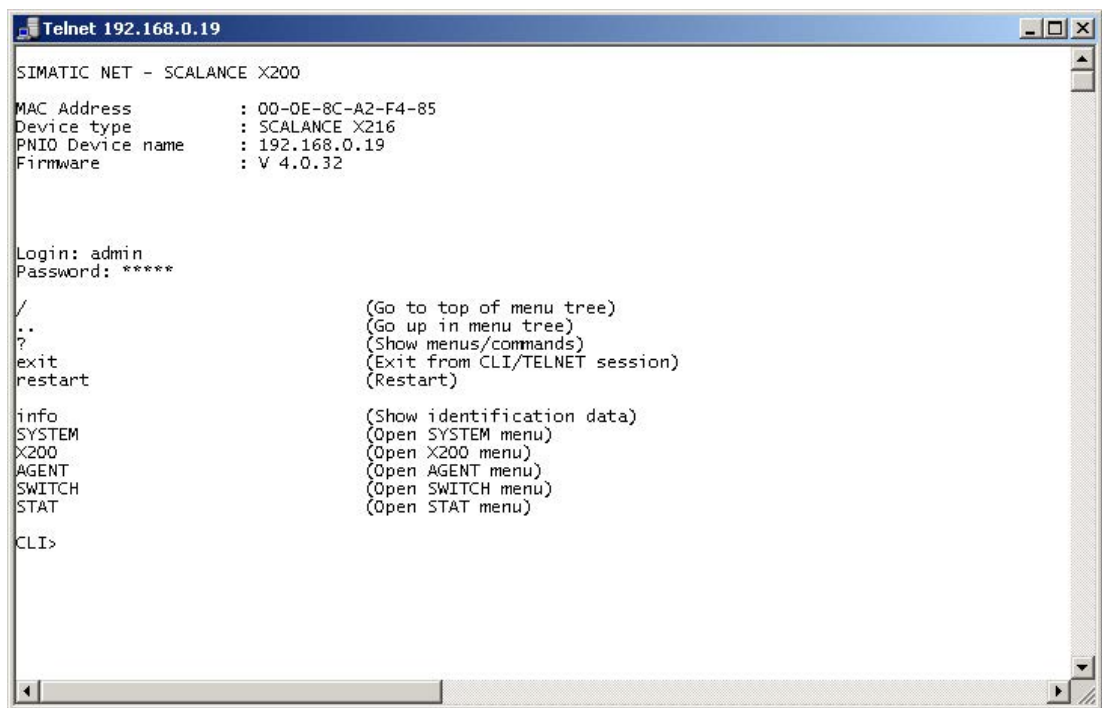 Telnet 192.168.0.19
SIMATIC NET - SCALANCE X200
MAC Address : 00-0E-8C-A2-F4-85
Device type : SCALANCE X216
PNIO Device name : 192.168.0.19
Firmware : V 4.0.32
Login: admin
Password: *****
/ (Go to top of menu tree)
.. (Go up in menu tree)
? (Show menus/commands)
exit (Exit from CLI/TELNET session)
restart (Restart)
info (Show identification data)
SYSTEM (Open SYSTEM menu)
X200 (Open X200 menu)
AGENT (Open AGENT menu)
SWITCH (Open SWITCH menu)
STAT (Open STAT menu)
CLI>